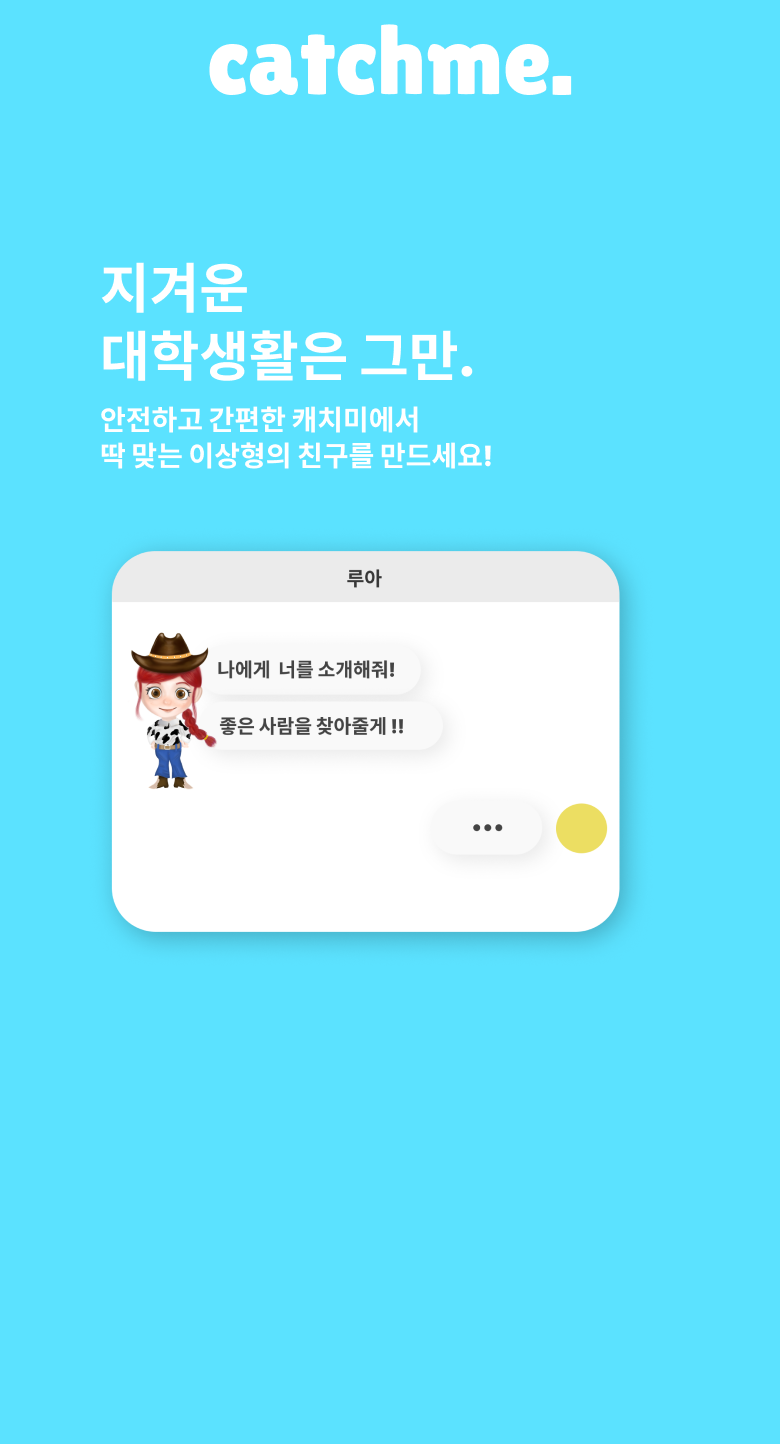 catchme.
지겨운
대학생활은 그만.
안전하고 간편한 캐치미에서
딱 맞는 이상형의 친구를 만드세요!
루아
나에게 너를 소개해줘!
좋은 사람을 찾아줄게 !!
•••